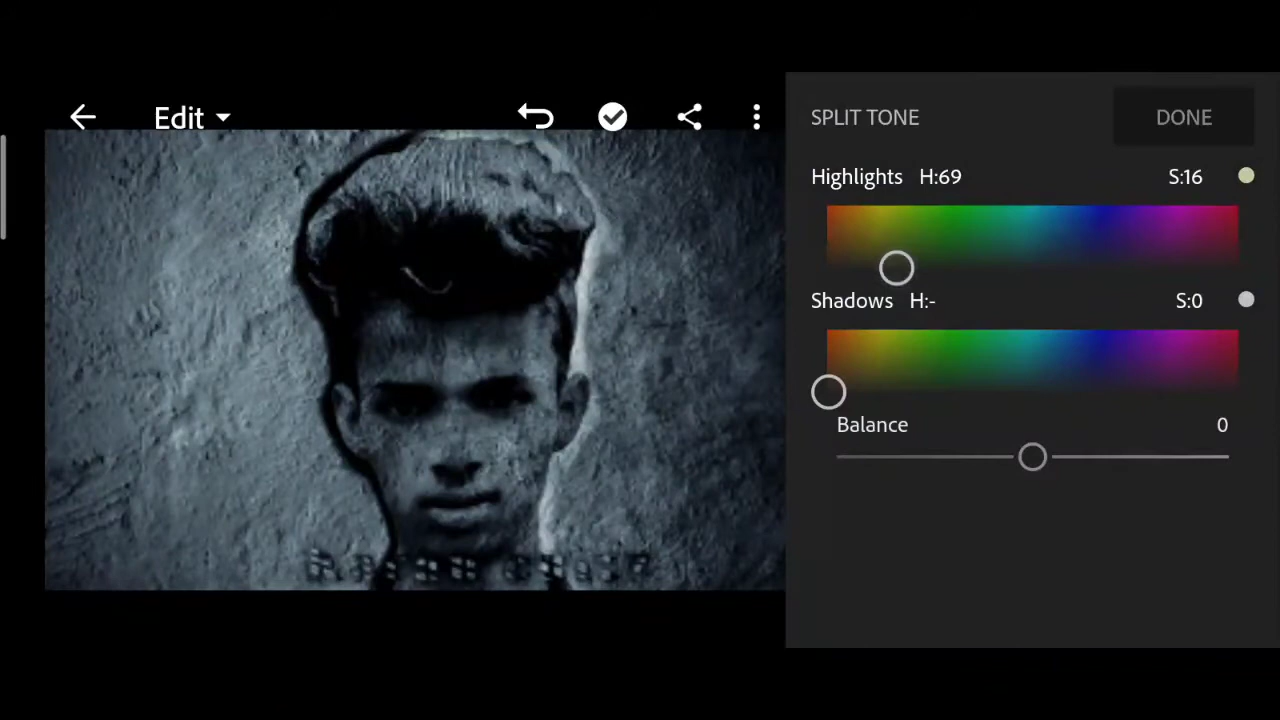 Edit
SPLIT TONE
DONE
Highlights H:69 S:16
Shadows H:- S:0
Balance 0